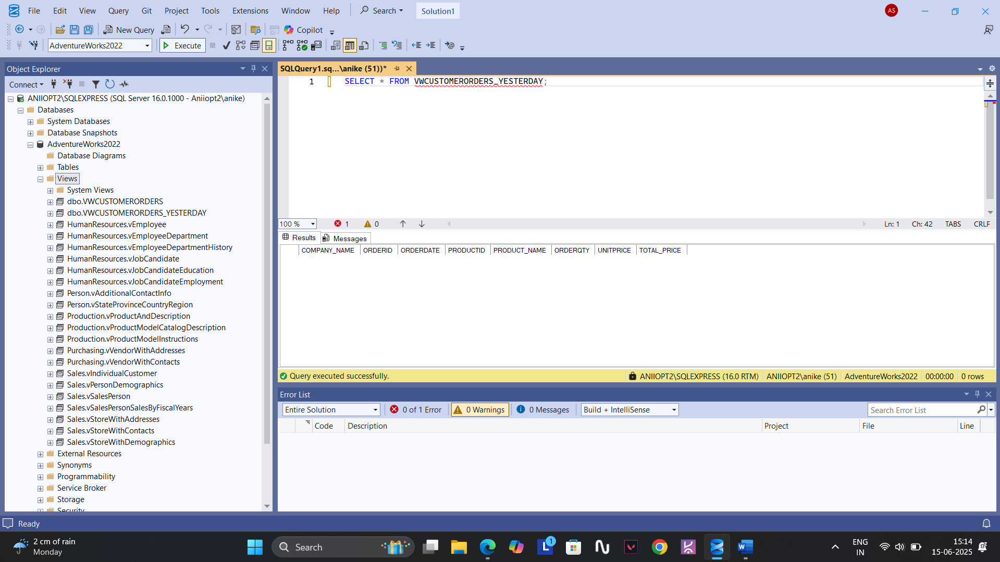 File Edit View Query Git Project Tools Extensions Window Help Search Solution1 AS
New Query Copilot
AdventureWorks2022 Execute
Object Explorer
Connect
ANIIOPT2\SQLEXPRESS (SQL Server 16.0.1000 - Aniiopt2\anike)
Databases
System Databases
Database Snapshots
AdventureWorks2022
Database Diagrams
Tables
Views
System Views
dbo.VWCUSTOMERORDERS
dbo.VWCUSTOMERORDERS_YESTERDAY
HumanResources.vEmployee
HumanResources.vEmployeeDepartment
HumanResources.vEmployeeDepartmentHistory
HumanResources.vJobCandidate
HumanResources.vJobCandidateEducation
HumanResources.vJobCandidateEmployment
Person.vAdditionalContactInfo
Person.vStateProvinceCountryRegion
Production.vProductAndDescription
Production.vProductModelCatalogDescription
Production.vProductModelInstructions
Purchasing.vVendorWithAddresses
Purchasing.vVendorWithContacts
Sales.vIndividualCustomer
Sales.vPersonDemographics
Sales.vSalesPerson
Sales.vSalesPersonSalesByFiscalYears
Sales.vStoreWithAddresses
Sales.vStoreWithContacts
Sales.vStoreWithDemographics
External Resources
Synonyms
Programmability
Service Broker
Storage
Security
SQLQuery1.sq...\anike (51))*
1 SELECT * FROM VWCUSTOMERORDERS_YESTERDAY;
100 % 1 0 Ln: 1 Ch: 42 TABS CRLF
Results Messages
COMPANY_NAME ORDERID ORDERDATE PRODUCTID PRODUCT_NAME ORDERQTY UNITPRICE TOTAL_PRICE
Query executed successfully. ANIIOPT2\SQLEXPRESS (16.0 RTM) ANIIOPT2\anike (51) AdventureWorks2022 00:00:00 0 rows
Error List
Entire Solution 0 of 1 Error 0 Warnings 0 Messages Build + IntelliSense Search Error List
Code Description Project File Line
Ready
2 cm of rain
Monday
Search
1
ENG
IN
15:14
15-06-2025